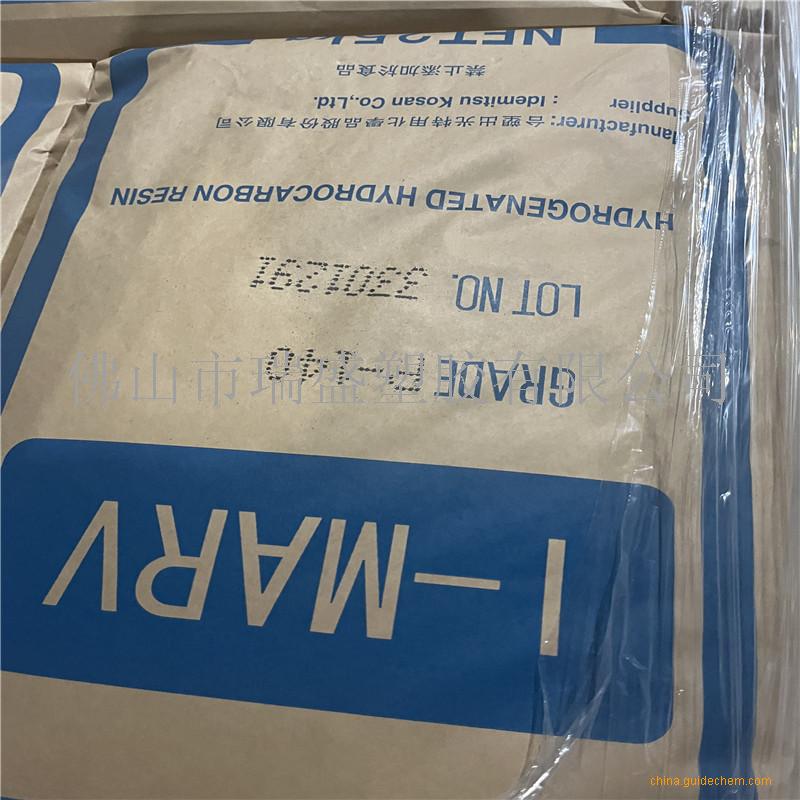 I-MARV
GRADE P-140
LOT NO. 3301291
HYDROGENATED HYDROCARBON RESIN
Manufacturer: 台塑出光特用化學品股份有限公司
Supplier : Idemitsu Kosan Co.,Ltd.
禁止添加於食品
NET25kg
佛山市瑞盛塑胶有限公司
china.guidechem.com